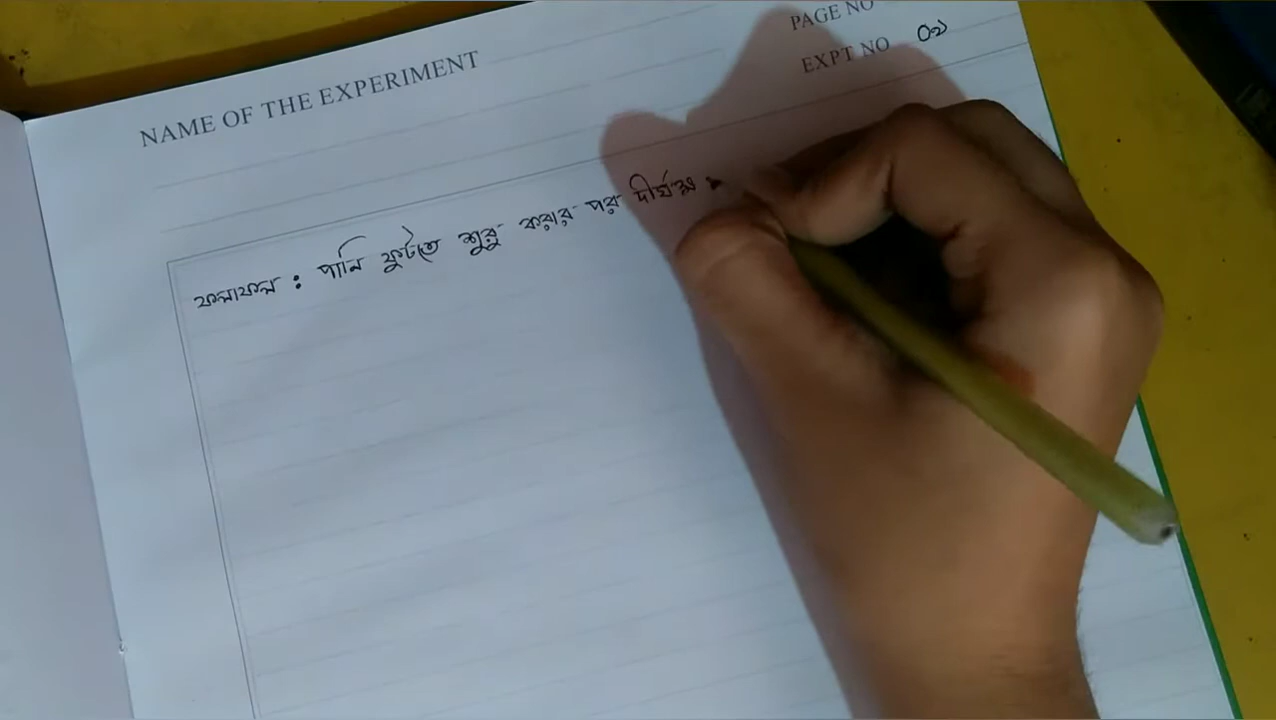 PAGE NO
EXPT NO ০১
NAME OF THE EXPERIMENT
ফলাফল : পানি ফুটতে শুরু করার পর দীর্ঘক্ষ